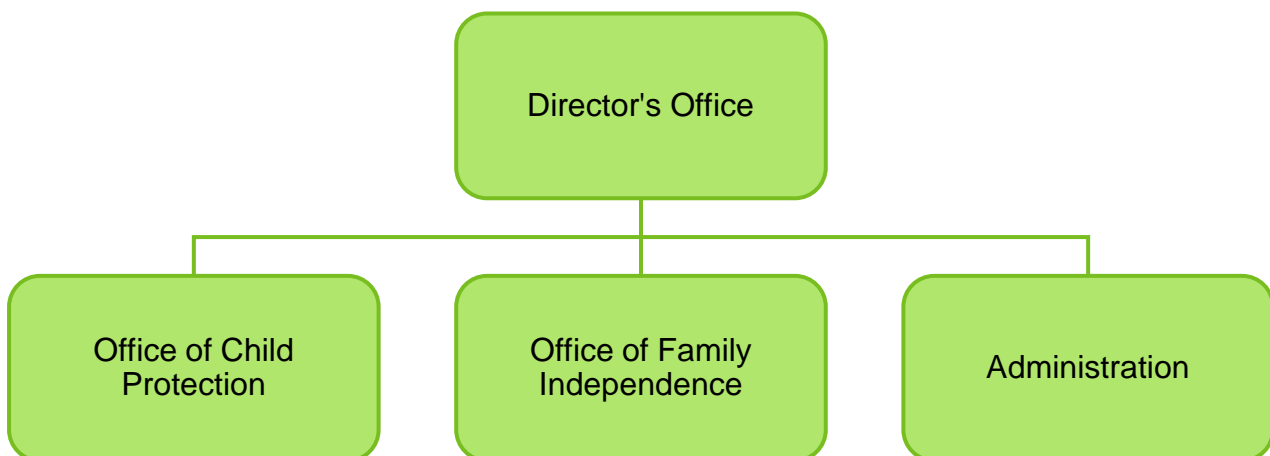 Director's Office
Office of Child
Protection
Office of Family
Independence
Administration